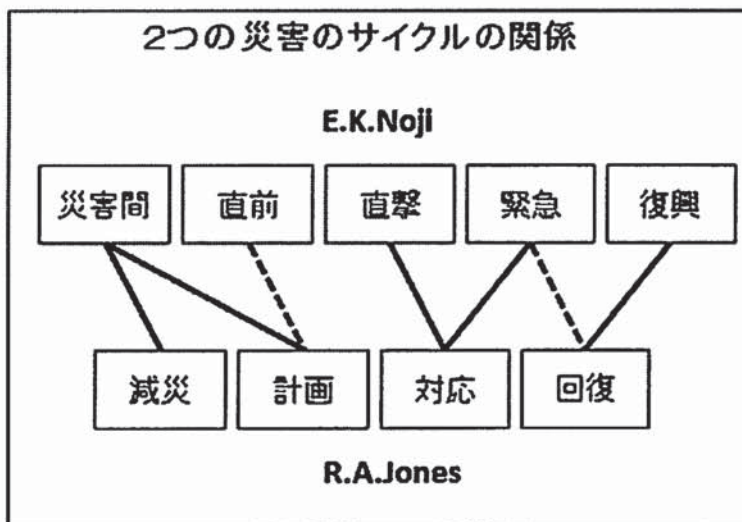 2つの災害のサイクルの関係
E.K.Noji
災害間 直前 直撃 緊急 復興
減災 計画 対応 回復
R.A.Jones